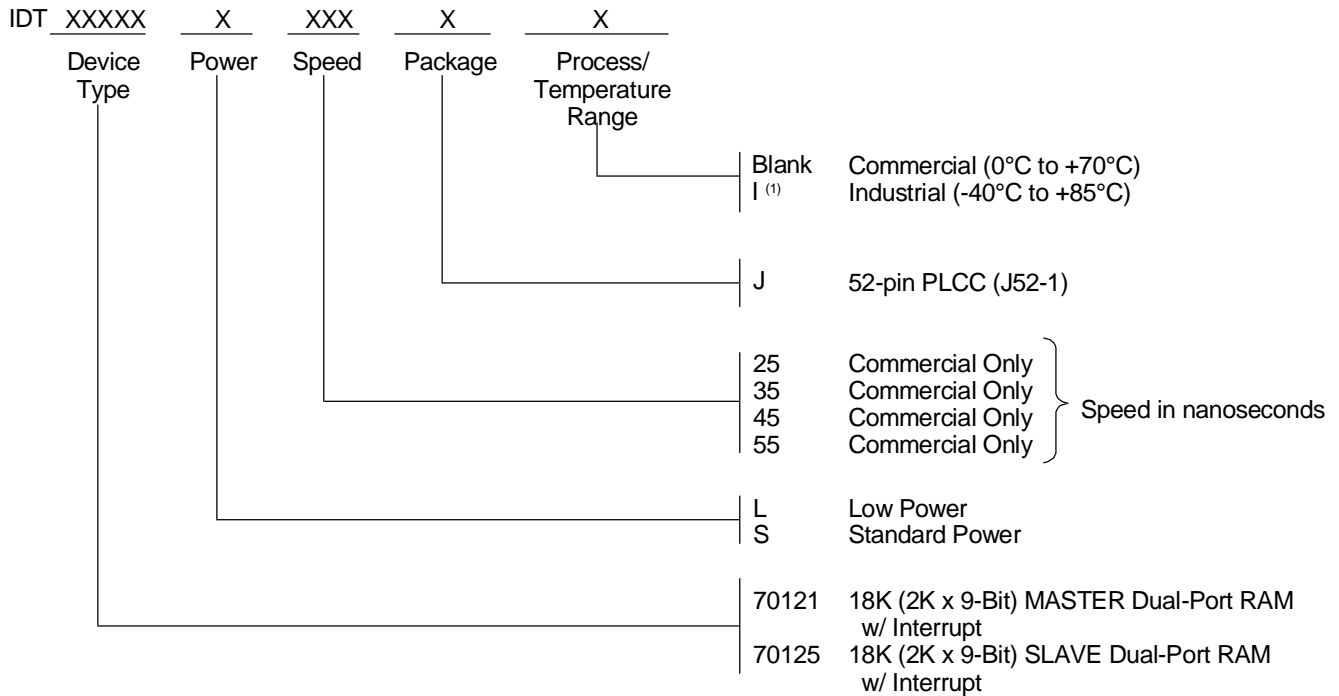 IDT XXXXX X XXX X X
Device Type Power Speed Package Process/ Temperature Range
Blank Commercial (0°C to +70°C)
I (1) Industrial (-40°C to +85°C)
J 52-pin PLCC (J52-1)
25 Commercial Only
35 Commercial Only
45 Commercial Only
55 Commercial Only
Speed in nanoseconds
L Low Power
S Standard Power
70121 18K (2K x 9-Bit) MASTER Dual-Port RAM
w/ Interrupt
70125 18K (2K x 9-Bit) SLAVE Dual-Port RAM
w/ Interrupt